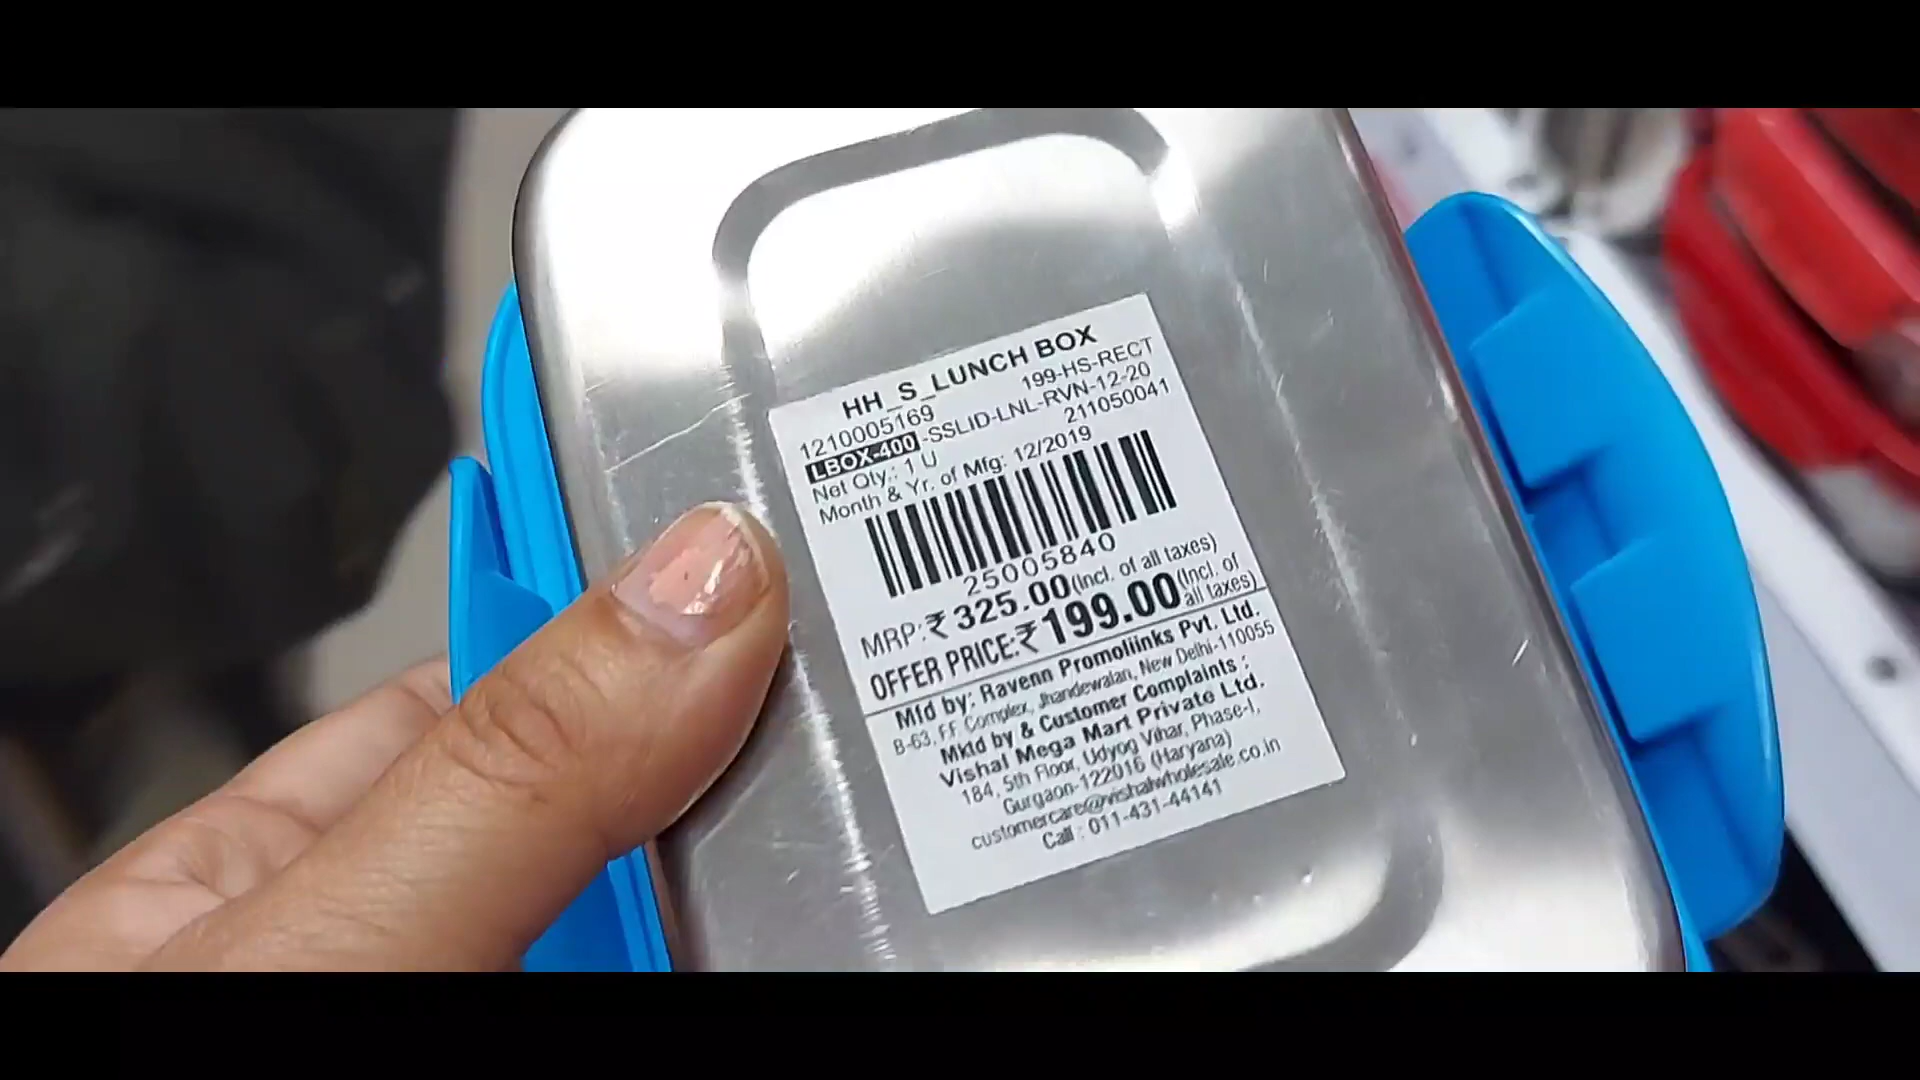 HH_S_LUNCH BOX
1210005169 199-HS-RECT
LBOX-400-SSLID-LNL-RVN-12-20
Net Qty.: 1 U 211050041
Month & Yr. of Mfg: 12/2019
25005840
MRP:₹325.00(Incl. of all taxes)
OFFER PRICE:₹199.00(Incl. of all taxes)
Mfd by: Ravenn Promoliinks Pvt. Ltd.
B-63, F.F. Complex, Jhandewalan, New Delhi-110055
Mktd by & Customer Complaints :
Vishal Mega Mart Private Ltd.
184, 5th Floor, Udyog Vihar, Phase-I,
Gurgaon-122016 (Haryana)
customercare@vishalwholesale.co.in
Call : 011-431-44141